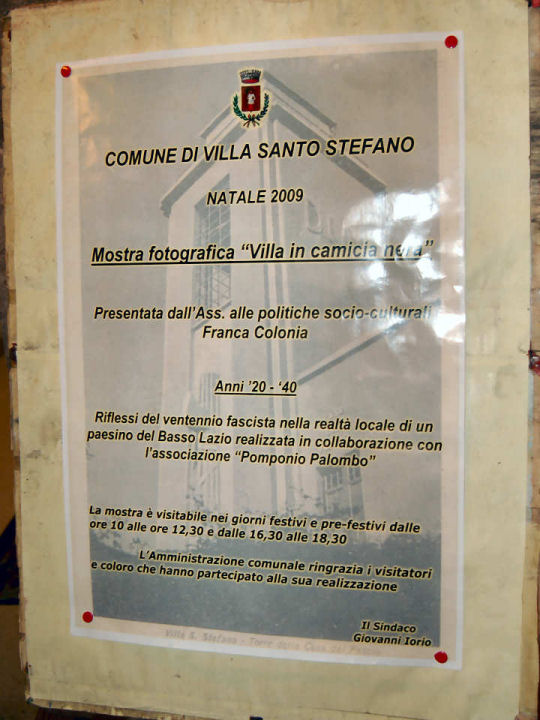 COMUNE DI VILLA SANTO STEFANO
NATALE 2009
Mostra fotografica “Villa in camicia nera”
Presentata dall’Ass. alle politiche socio-culturali
Franca Colonia
Anni ’20 - ‘40
Riflessi del ventennio fascista nella realtà locale di un
paesino del Basso Lazio realizzata in collaborazione con
l’associazione “Pomponio Palombo”
La mostra è visitabile nei giorni festivi e pre-festivi dalle
ore 10 alle ore 12,30 e dalle 16,30 alle 18,30
L’Amministrazione comunale ringrazia i visitatori
e coloro che hanno partecipato alla sua realizzazione
Il Sindaco
Giovanni Iorio
Villa S. Stefano - Torre della Casa del Fascio